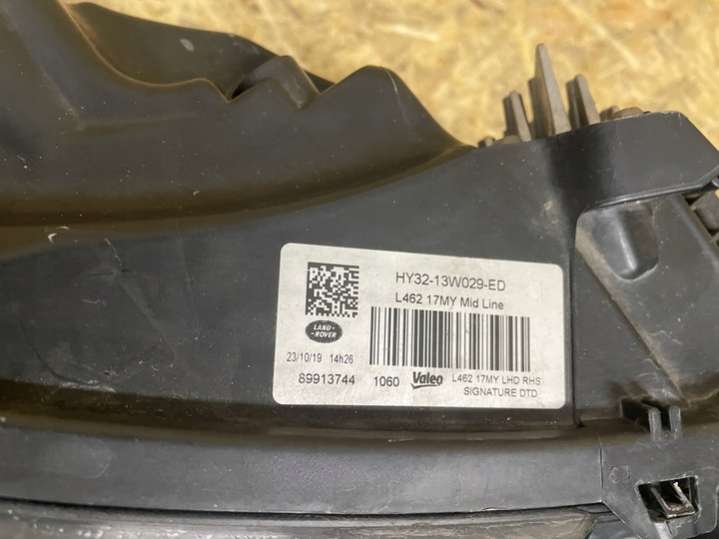 HY32-13W029-ED
L462 17MY Mid Line
LAND-
ROVER
23/10/19 14h26
89913744 1060 Valeo L462 17MY LHD RHS
SIGNATURE DTD